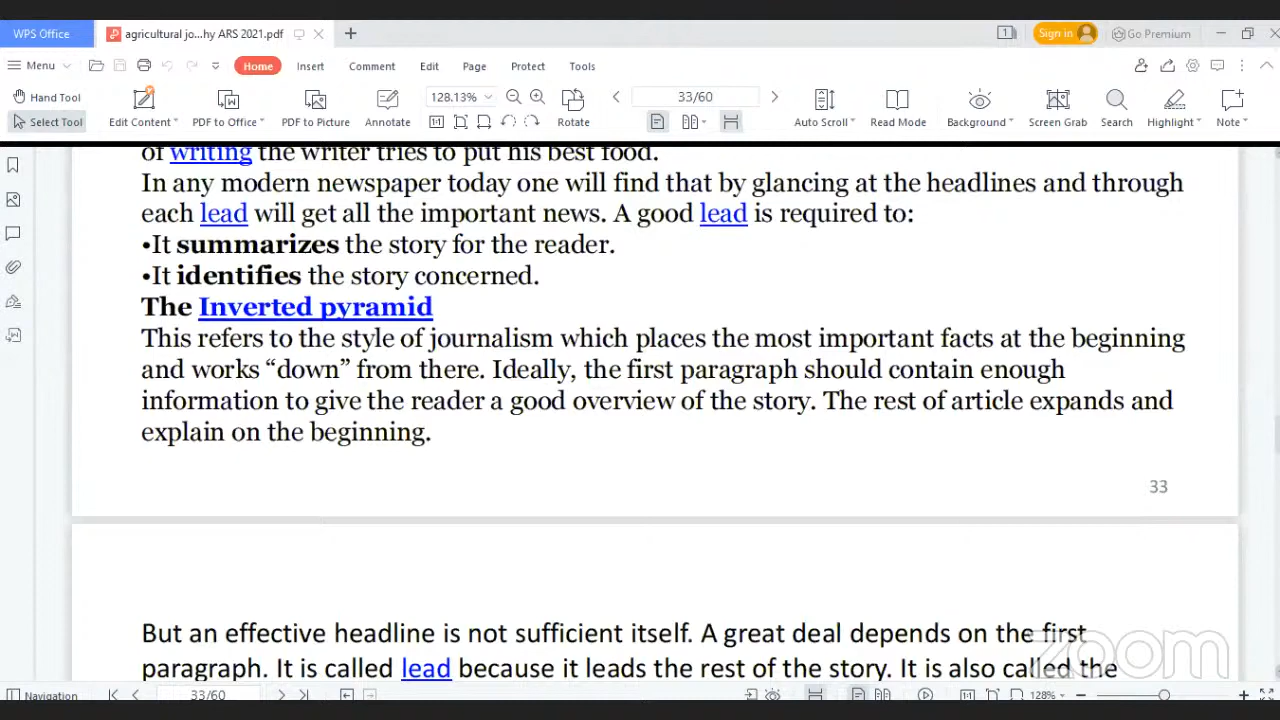 WPS Office
agricultural jo...hy ARS 2021.pdf
Sign in
Go Premium
Menu
Home
Insert
Comment
Edit
Page
Protect
Tools
Hand Tool
Select Tool
Edit Content
PDF to Office
PDF to Picture
Annotate
128.13%
Rotate
33/60
Auto Scroll
Read Mode
Background
Screen Grab
Search
Highlight
Note
of writing the writer tries to put his best food.
In any modern newspaper today one will find that by glancing at the headlines and through
each lead will get all the important news. A good lead is required to:
•It summarizes the story for the reader.
•It identifies the story concerned.
The Inverted pyramid
This refers to the style of journalism which places the most important facts at the beginning
and works “down” from there. Ideally, the first paragraph should contain enough
information to give the reader a good overview of the story. The rest of article expands and
explain on the beginning.
33
But an effective headline is not sufficient itself. A great deal depends on the first
paragraph. It is called lead because it leads the rest of the story. It is also called the
zoom
Navigation
33/60
128%